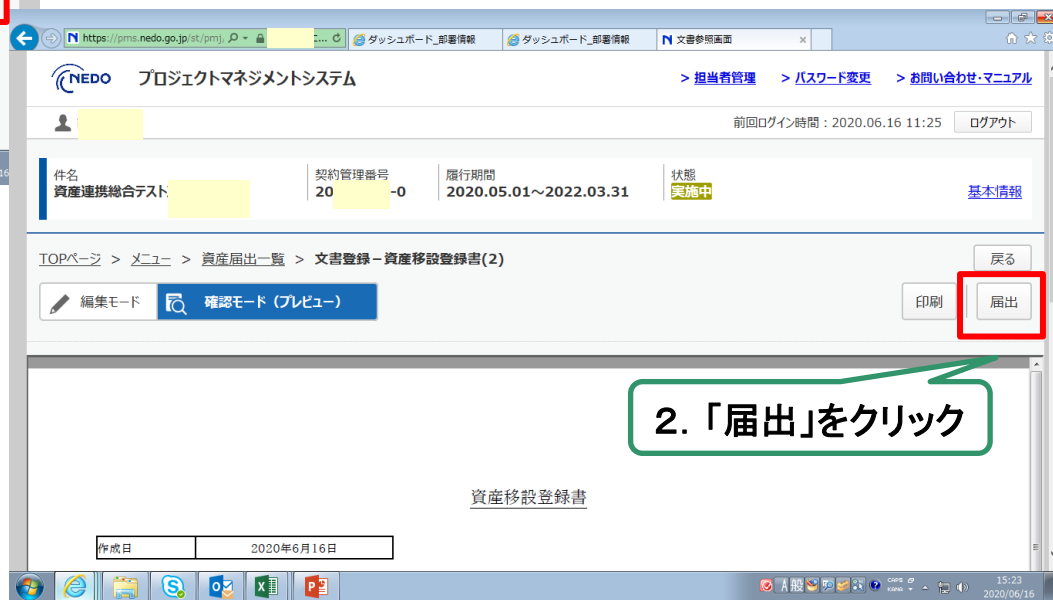 https://pms.nedo.go.jp/st/pmj, ダッシュボード_部署情報 ダッシュボード_部署情報 文書参照画面
NEDO プロジェクトマネジメントシステム > 担当者管理 > パスワード変更 > お問い合わせ・マニュアル
前回ログイン時間:2020.06.16 11:25 ログアウト
件名 契約管理番号 履行期間 状態
資産連携総合テスト 20 -0 2020.05.01~2022.03.31 実施中 基本情報
TOPページ > メニュー > 資産届出一覧 > 文書登録-資産移設登録書(2) 戻る
編集モード 確認モード(プレビュー) 印刷 届出
2.「届出」をクリック
資産移設登録書
作成日 2020年6月16日
A 般 CAPS KANA 15:23
2020/06/16